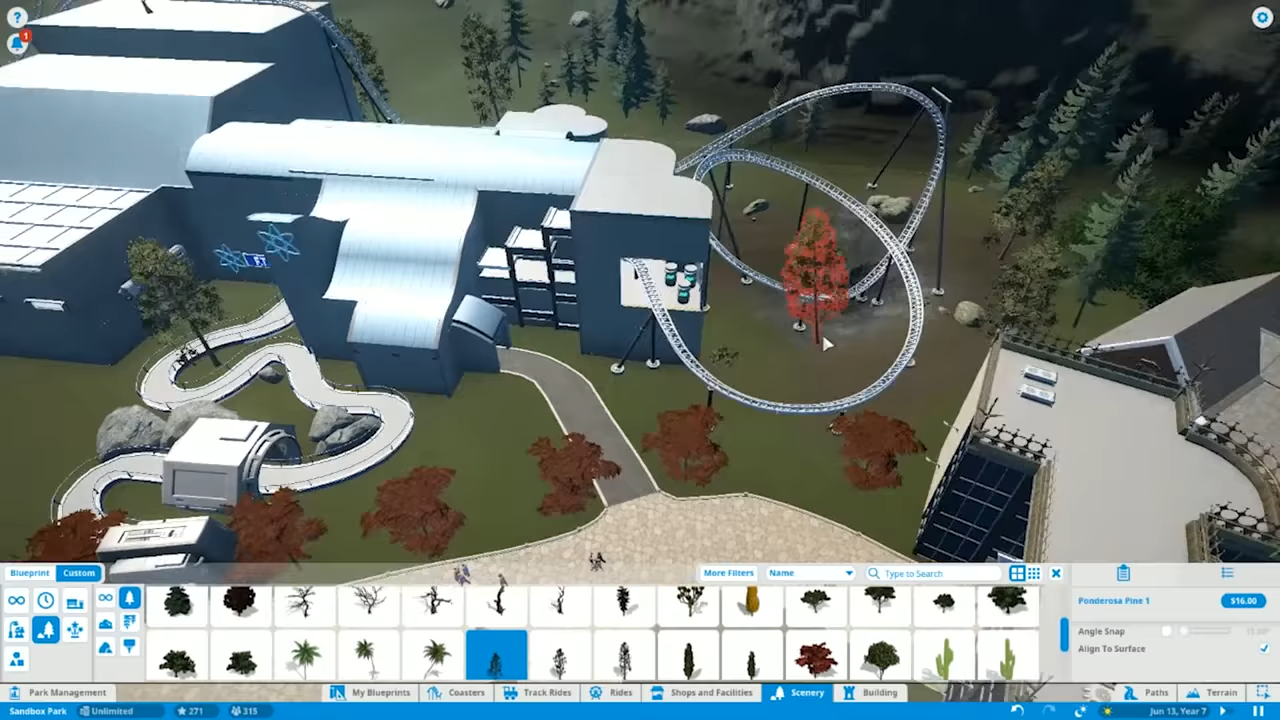 ?
1
Blueprint
Custom
More Filters
Name
Type to Search
Ponderosa Pine 1
$16.00
Angle Snap
Align To Surface
Park Management
My Blueprints
Coasters
Track Rides
Rides
Shops and Facilities
Scenery
Building
Paths
Terrain
Sandbox Park
Unlimited
271
315
Jun 13, Year 7